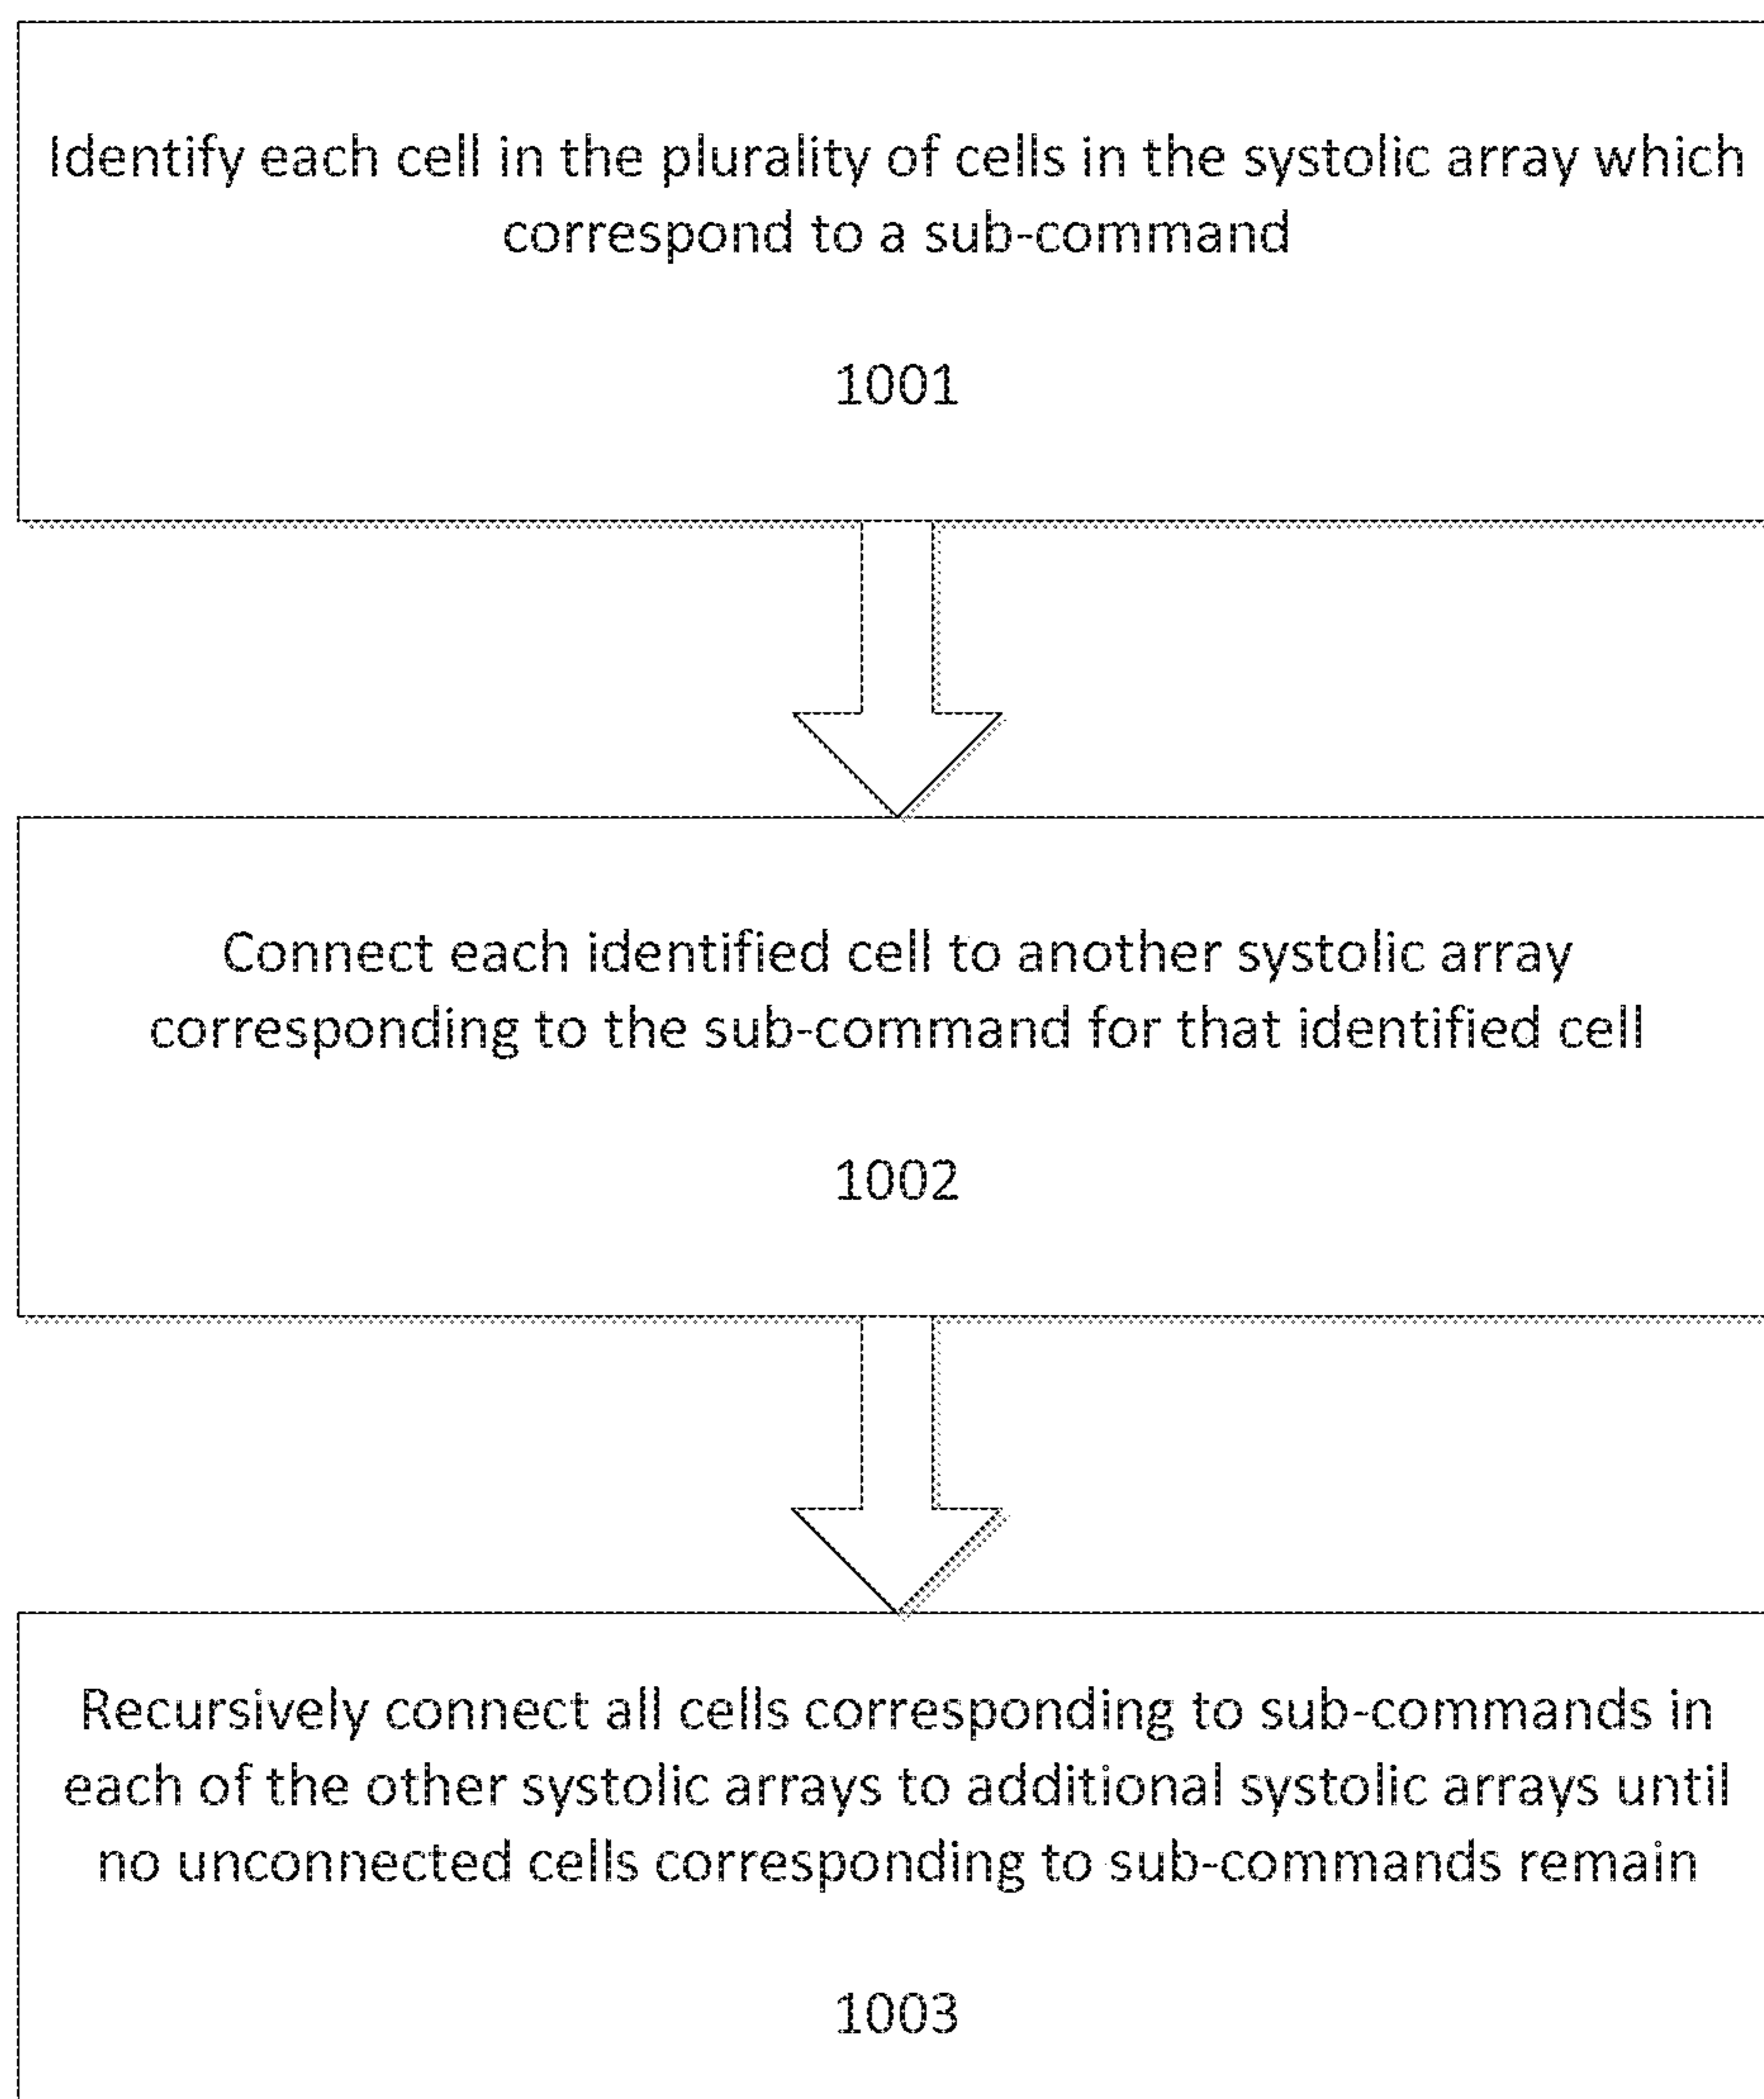 Identify each cell in the plurality of cells in the systolic array which
correspond to a sub-command
1001
Connect each identified cell to another systolic array
corresponding to the sub-command for that identified cell
1002
Recursively connect all cells corresponding to sub-commands in
each of the other systolic arrays to additional systolic arrays until
no unconnected cells corresponding to sub-commands remain
1003